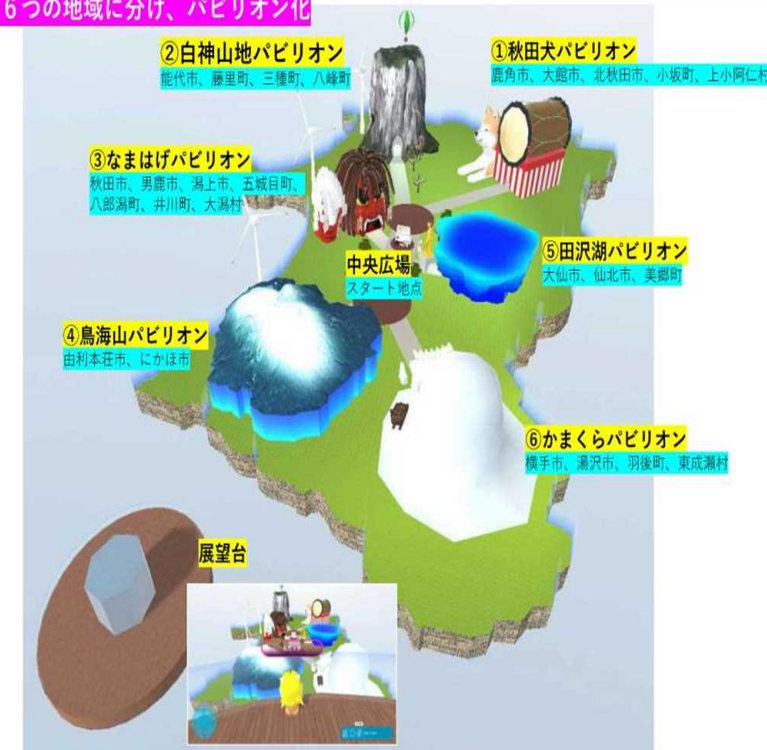 6つの地域に分け、パビリオン化
②白神山地パビリオン
能代市、藤里町、三種町、八峰町
①秋田犬パビリオン
鹿角市、大館市、北秋田市、小坂町、上小阿仁村
③なまはげパビリオン
秋田市、男鹿市、潟上市、五城目町、
八郎潟町、井川町、大潟村
中央広場
スタート地点
⑤田沢湖パビリオン
大仙市、仙北市、美郷町
④鳥海山パビリオン
由利本荘市、にかほ市
⑥かまくらパビリオン
横手市、湯沢市、羽後町、東成瀬村
展望台